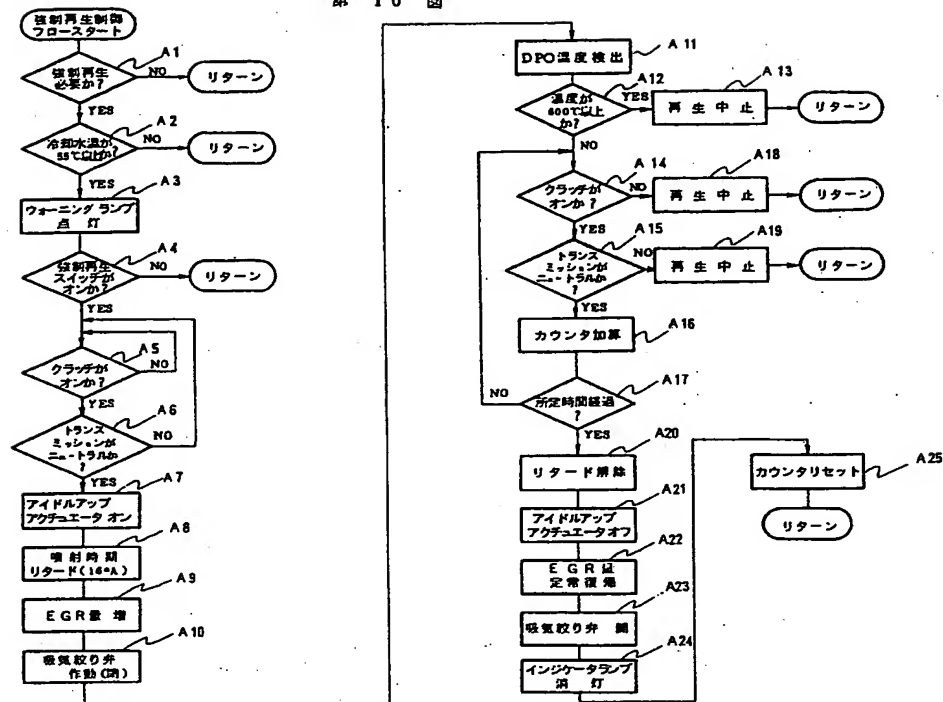 第 10 図
強制再生制御
フロースタート
A1
強制再生
必要か?
NO
リターン
YES
A2
冷却水温が
55℃以上か?
NO
リターン
YES
A3
ウォーニングランプ
点 灯
A4
強制再生
スイッチが
オンか?
NO
リターン
YES
A5
クラッチが
オンか?
NO
YES
A6
トランス
ミッションが
ニュートラルか
?
NO
YES
A7
アイドルアップ
アクチュエータ オン
A8
噴射時期
リタード(16°A)
A9
EGR量増
A10
吸気絞り弁
作動(閉)
DPO温度検出
A11
A12
温度が
600℃以上
か?
YES
A13
再生中止
リターン
NO
A14
クラッチが
オンか?
NO
A18
再生中止
リターン
YES
A15
トランス
ミッションが
ニュートラルか
?
NO
A19
再生中止
リターン
YES
カウンタ加算
A16
A17
所定時間経過
?
NO
YES
A20
リタード解除
A21
アイドルアップ
アクチュエータオフ
A22
EGR量
定常復帰
A23
吸気絞り弁 開
A24
インジケータランプ
消 灯
カウンタリセット
A25
リターン